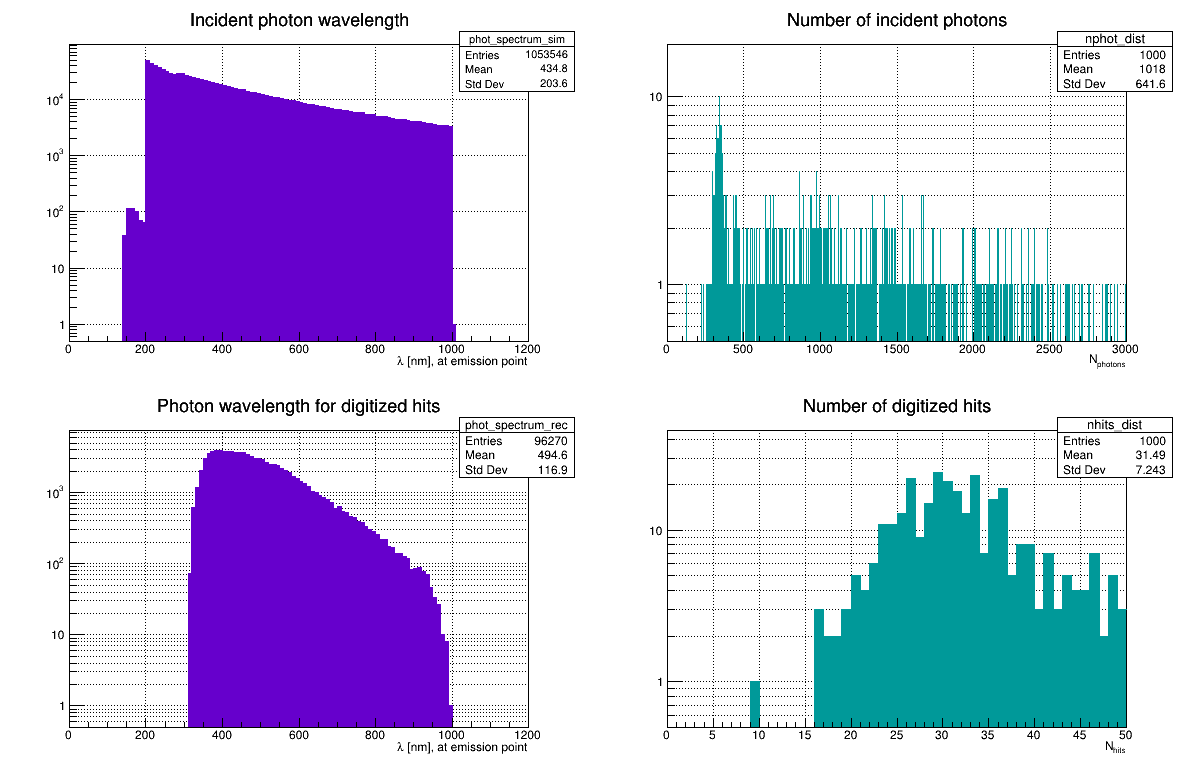 Incident photon wavelength
phot_spectrum_sim
Entries 1053546
Mean 434.8
Std Dev 203.6
10^4
10^3
10^2
10
1
0 200 400 600 800 1000 1200
λ [nm], at emission point
Number of incident photons
nphot_dist
Entries 1000
Mean 1018
Std Dev 641.6
10
1
0 500 1000 1500 2000 2500 3000
N_photons
Photon wavelength for digitized hits
phot_spectrum_rec
Entries 96270
Mean 494.6
Std Dev 116.9
10^3
10^2
10
1
0 200 400 600 800 1000 1200
λ [nm], at emission point
Number of digitized hits
nhits_dist
Entries 1000
Mean 31.49
Std Dev 7.243
10
1
0 5 10 15 20 25 30 35 40 45 50
N_hits